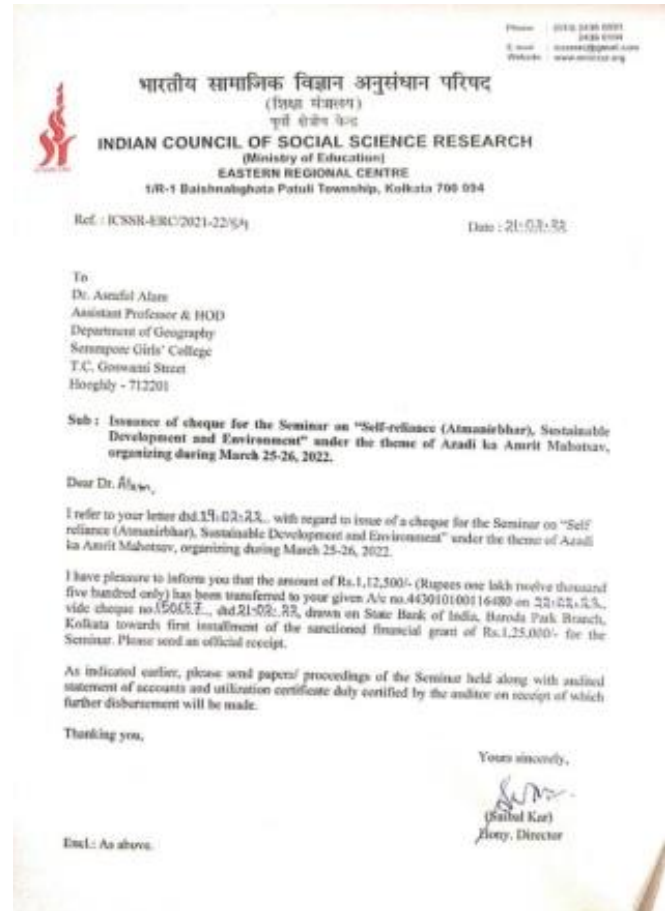 Phone
E-mail
Website
भारतीय सामाजिक विज्ञान अनुसंधान परिषद
(शिक्षा मंत्रालय)
पूर्वी क्षेत्रीय केन्द्र
INDIAN COUNCIL OF SOCIAL SCIENCE RESEARCH
(Ministry of Education)
EASTERN REGIONAL CENTRE
1/R-1 Baishnabghata Patuli Township, Kolkata 700 094
Ref. : ICSSR-ERC/2021-22/
Date :
To
Dr. Asraful Alam
Assistant Professor & HOD
Department of Geography
Serampore Girls' College
T.C. Goswami Street
Hooghly - 712201
Sub : Issuance of cheque for the Seminar on "Self-reliance (Atmanirbhar), Sustainable
Development and Environment" under the theme of Azadi ka Amrit Mahotsav,
organizing during March 25-26, 2022.
Dear Dr. Alam,
I refer to your letter dtd. with regard to issue of a cheque for the Seminar on "Self
reliance (Atmanirbhar), Sustainable Development and Environment" under the theme of Azadi
ka Amrit Mahotsav, organizing during March 25-26, 2022.
I have pleasure to inform you that the amount of Rs.1,12,500/- (Rupees one lakh twelve thousand
five hundred only) has been transferred to your given A/c no.443010100116480 on
vide cheque no. dtd. drawn on State Bank of India, Baroda Park Branch,
Kolkata towards first installment of the sanctioned financial grant of Rs.1,25,000/- for the
Seminar. Please send an official receipt.
As indicated earlier, please send papers/ proceedings of the Seminar held along with audited
statement of accounts and utilization certificate duly certified by the auditor on receipt of which
further disbursement will be made.
Thanking you,
Yours sincerely,
(Saibal Kar)
Hony. Director
Encl.: As above.